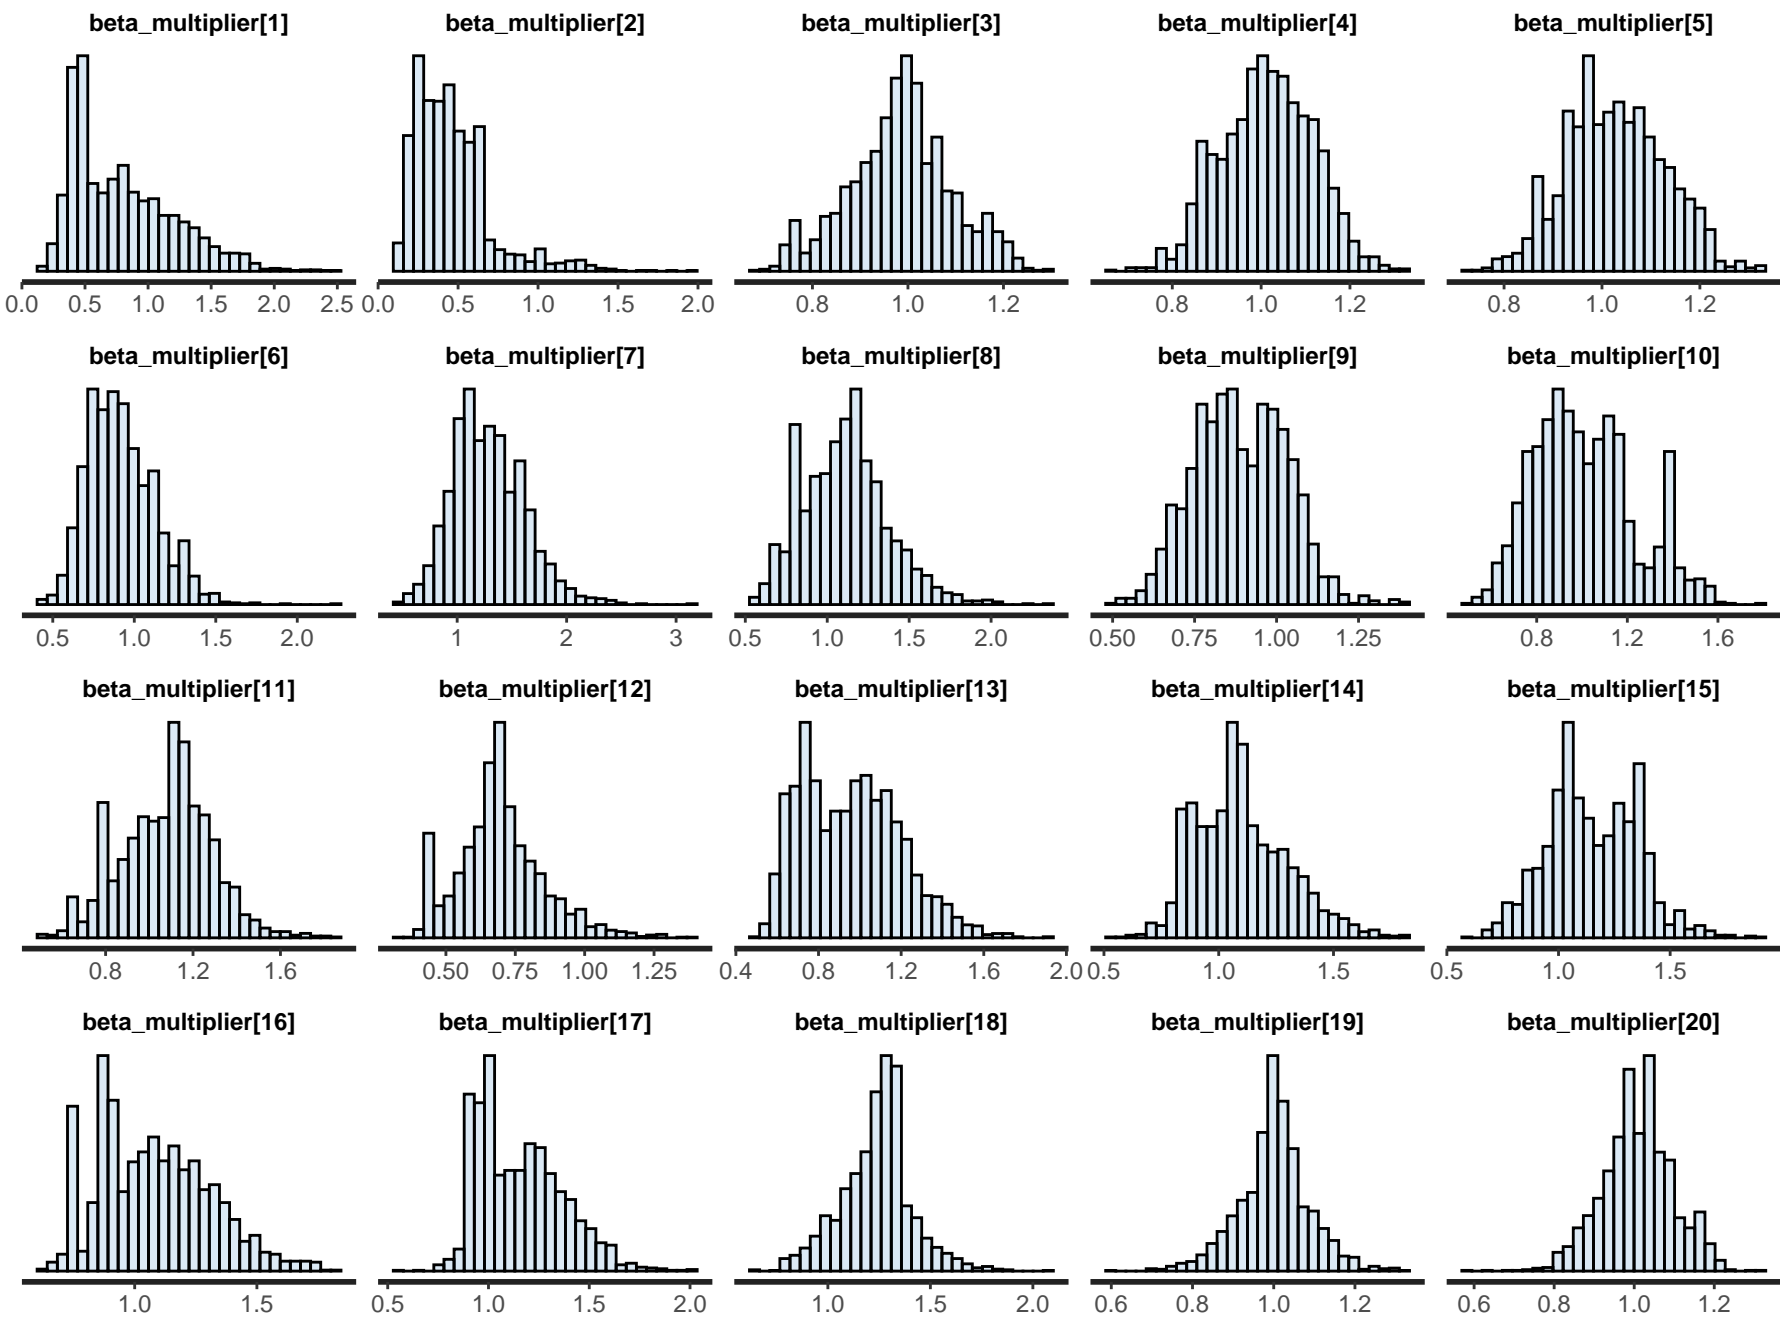 beta_multiplier[1] beta_multiplier[2] beta_multiplier[3] beta_multiplier[4] beta_multiplier[5]
0.0 0.5 1.0 1.5 2.0 2.5 0.0 0.5 1.0 1.5 2.0 0.8 1.0 1.2 0.8 1.0 1.2 0.8 1.0 1.2
beta_multiplier[6] beta_multiplier[7] beta_multiplier[8] beta_multiplier[9] beta_multiplier[10]
0.5 1.0 1.5 2.0 1 2 3 0.5 1.0 1.5 2.0 0.50 0.75 1.00 1.25 0.8 1.2 1.6
beta_multiplier[11] beta_multiplier[12] beta_multiplier[13] beta_multiplier[14] beta_multiplier[15]
0.8 1.2 1.6 0.50 0.75 1.00 1.25 0.4 0.8 1.2 1.6 2.0 0.5 1.0 1.5 0.5 1.0 1.5
beta_multiplier[16] beta_multiplier[17] beta_multiplier[18] beta_multiplier[19] beta_multiplier[20]
1.0 1.5 0.5 1.0 1.5 2.0 1.0 1.5 2.0 0.6 0.8 1.0 1.2 0.6 0.8 1.0 1.2